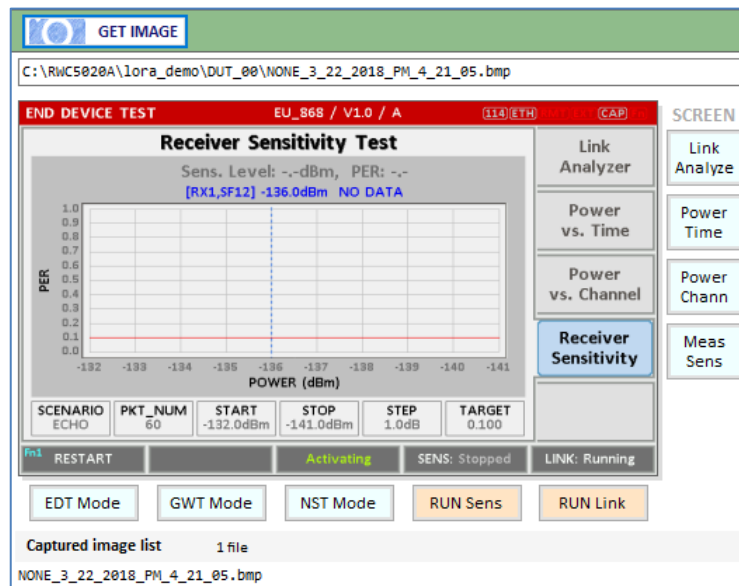 GET IMAGE
C:\RWC5020A\lora_demo\DUT_00\NONE_3_22_2018_PM_4_21_05.bmp
END DEVICE TEST EU_868 / V1.0 / A 114 ETH CAP
SCREEN
Receiver Sensitivity Test
Sens. Level: -.-dBm, PER: -.-
[RX1,SF12] -136.0dBm NO DATA
1.0
0.9
0.8
0.7
0.6
0.5
0.4
0.3
0.2
0.1
0.0
PER
-132 -133 -134 -135 -136 -137 -138 -139 -140 -141
POWER (dBm)
SCENARIO PKT_NUM START STOP STEP TARGET
ECHO 60 -132.0dBm -141.0dBm 1.0dB 0.100
Link
Analyzer
Power
vs. Time
Power
vs. Channel
Receiver
Sensitivity
Link
Analyze
Power
Time
Power
Chann
Meas
Sens
Fn1 RESTART Activating SENS: Stopped LINK: Running
EDT Mode GWT Mode NST Mode RUN Sens RUN Link
Captured image list 1 file
NONE_3_22_2018_PM_4_21_05.bmp